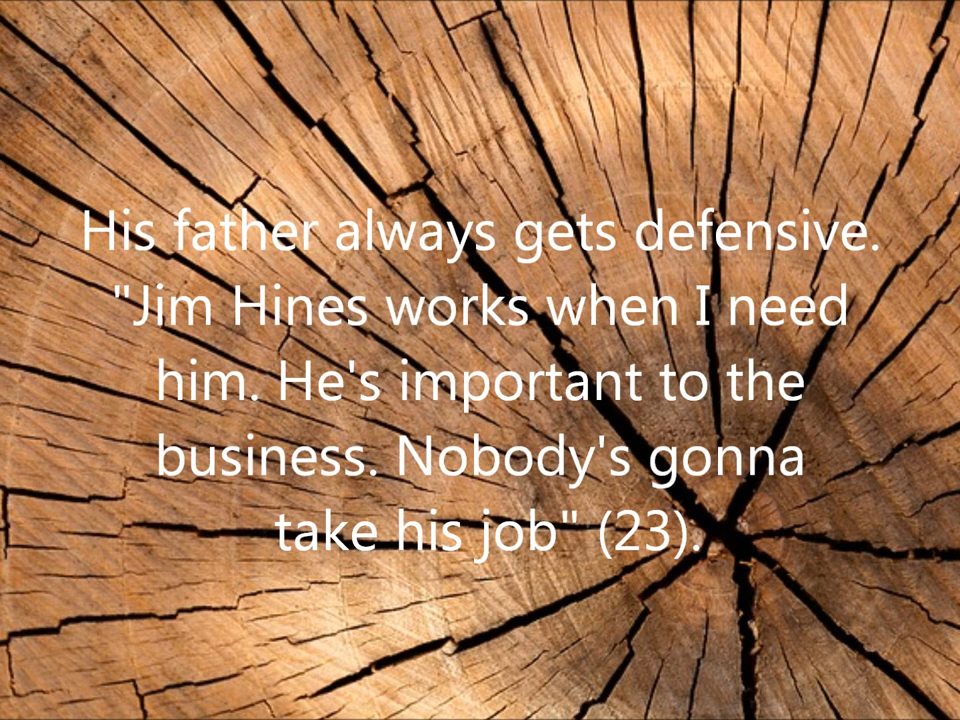 His father always gets defensive.
"Jim Hines works when I need
him. He's important to the
business. Nobody's gonna
take his job" (23).